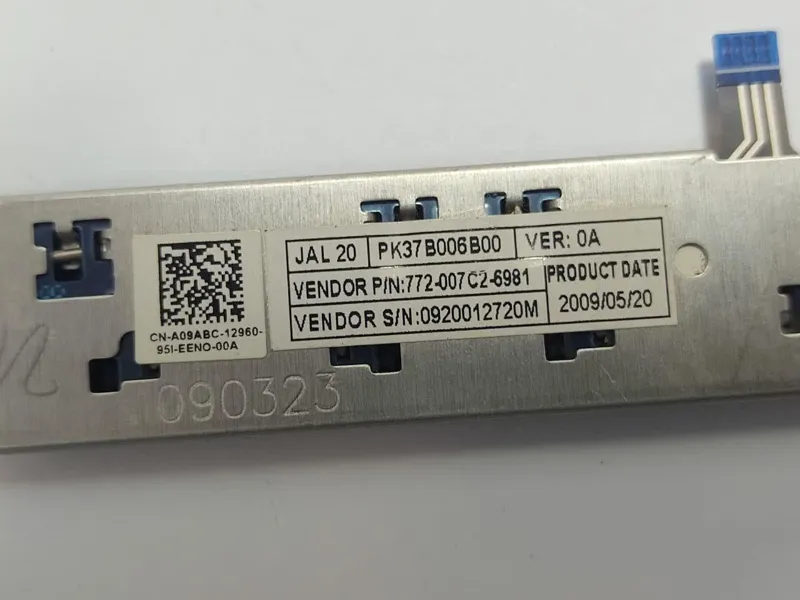 JAL 20 PK37B006B00 VER: 0A
VENDOR P/N:772-007C2-6981 PRODUCT DATE
VENDOR S/N:0920012720M 2009/05/20
CN-A09ABC-12960-
95I-EENO-00A
090323